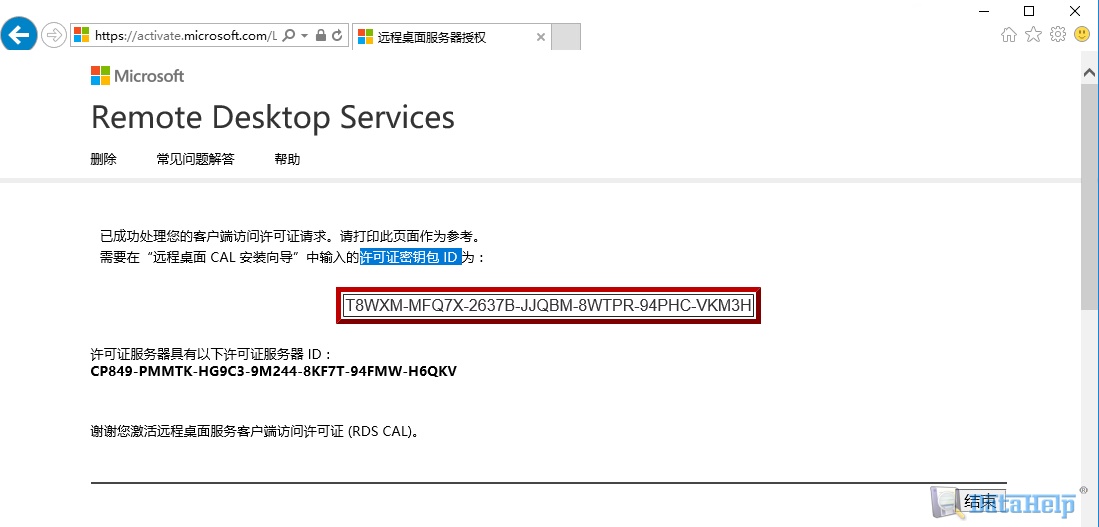 https://activate.microsoft.com/L
远程桌面服务器授权
Microsoft
Remote Desktop Services
删除 常见问题解答 帮助
已成功处理您的客户端访问许可证请求。请打印此页面作为参考。
需要在“远程桌面 CAL 安装向导”中输入的许可证密钥包 ID 为：
T8WXM-MFQ7X-2637B-JJQBM-8WTPR-94PHC-VKM3H
许可证服务器具有以下许可证服务器 ID：
CP849-PMMTK-HG9C3-9M244-8KF7T-94FMW-H6QKV
谢谢您激活远程桌面服务客户端访问许可证 (RDS CAL)。
结束
DataHelp®